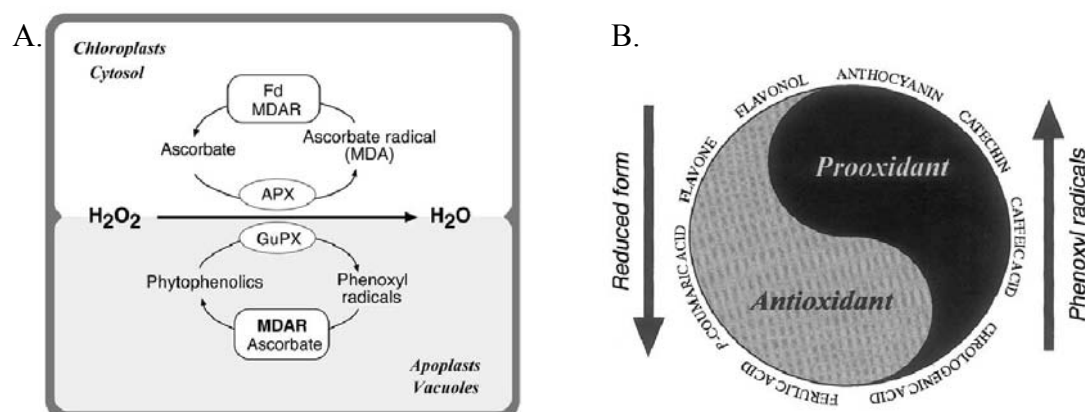 A.
Chloroplasts
Cytosol
Fd
MDAR
Ascorbate
Ascorbate radical
(MDA)
APX
H2O2
H2O
GuPX
Phytophenolics
Phenoxyl
radicals
MDAR
Ascorbate
Apoplasts
Vacuoles
B.
Reduced form
FLAVONE
FLAVONOL
ANTHOCYANIN
CATECHIN
CAFFEIC ACID
CHROLOGENIC ACID
FERULIC ACID
P-COUMARIC ACID
Prooxidant
Antioxidant
Phenoxyl radicals